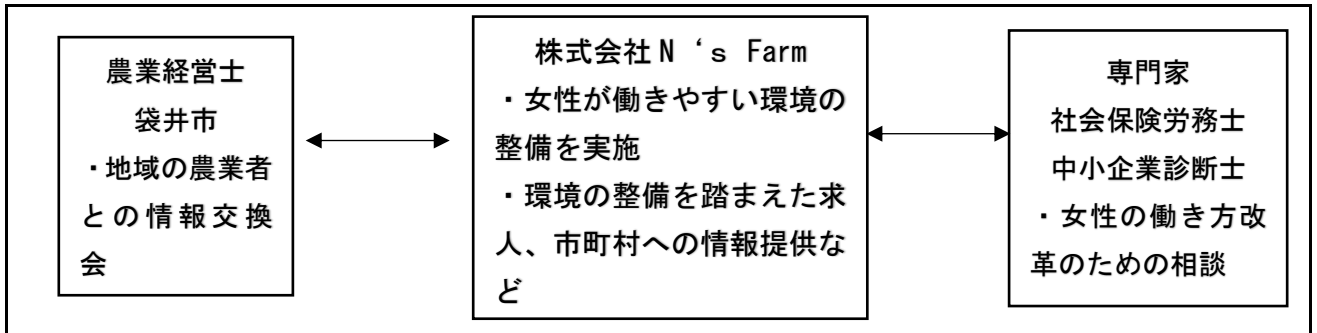 農業経営士
袋井市
・地域の農業者
との情報交換
会
株式会社N‘s Farm
・女性が働きやすい環境の
整備を実施
・環境の整備を踏まえた求
人、市町村への情報提供な
ど
専門家
社会保険労務士
中小企業診断士
・女性の働き方改
革のための相談